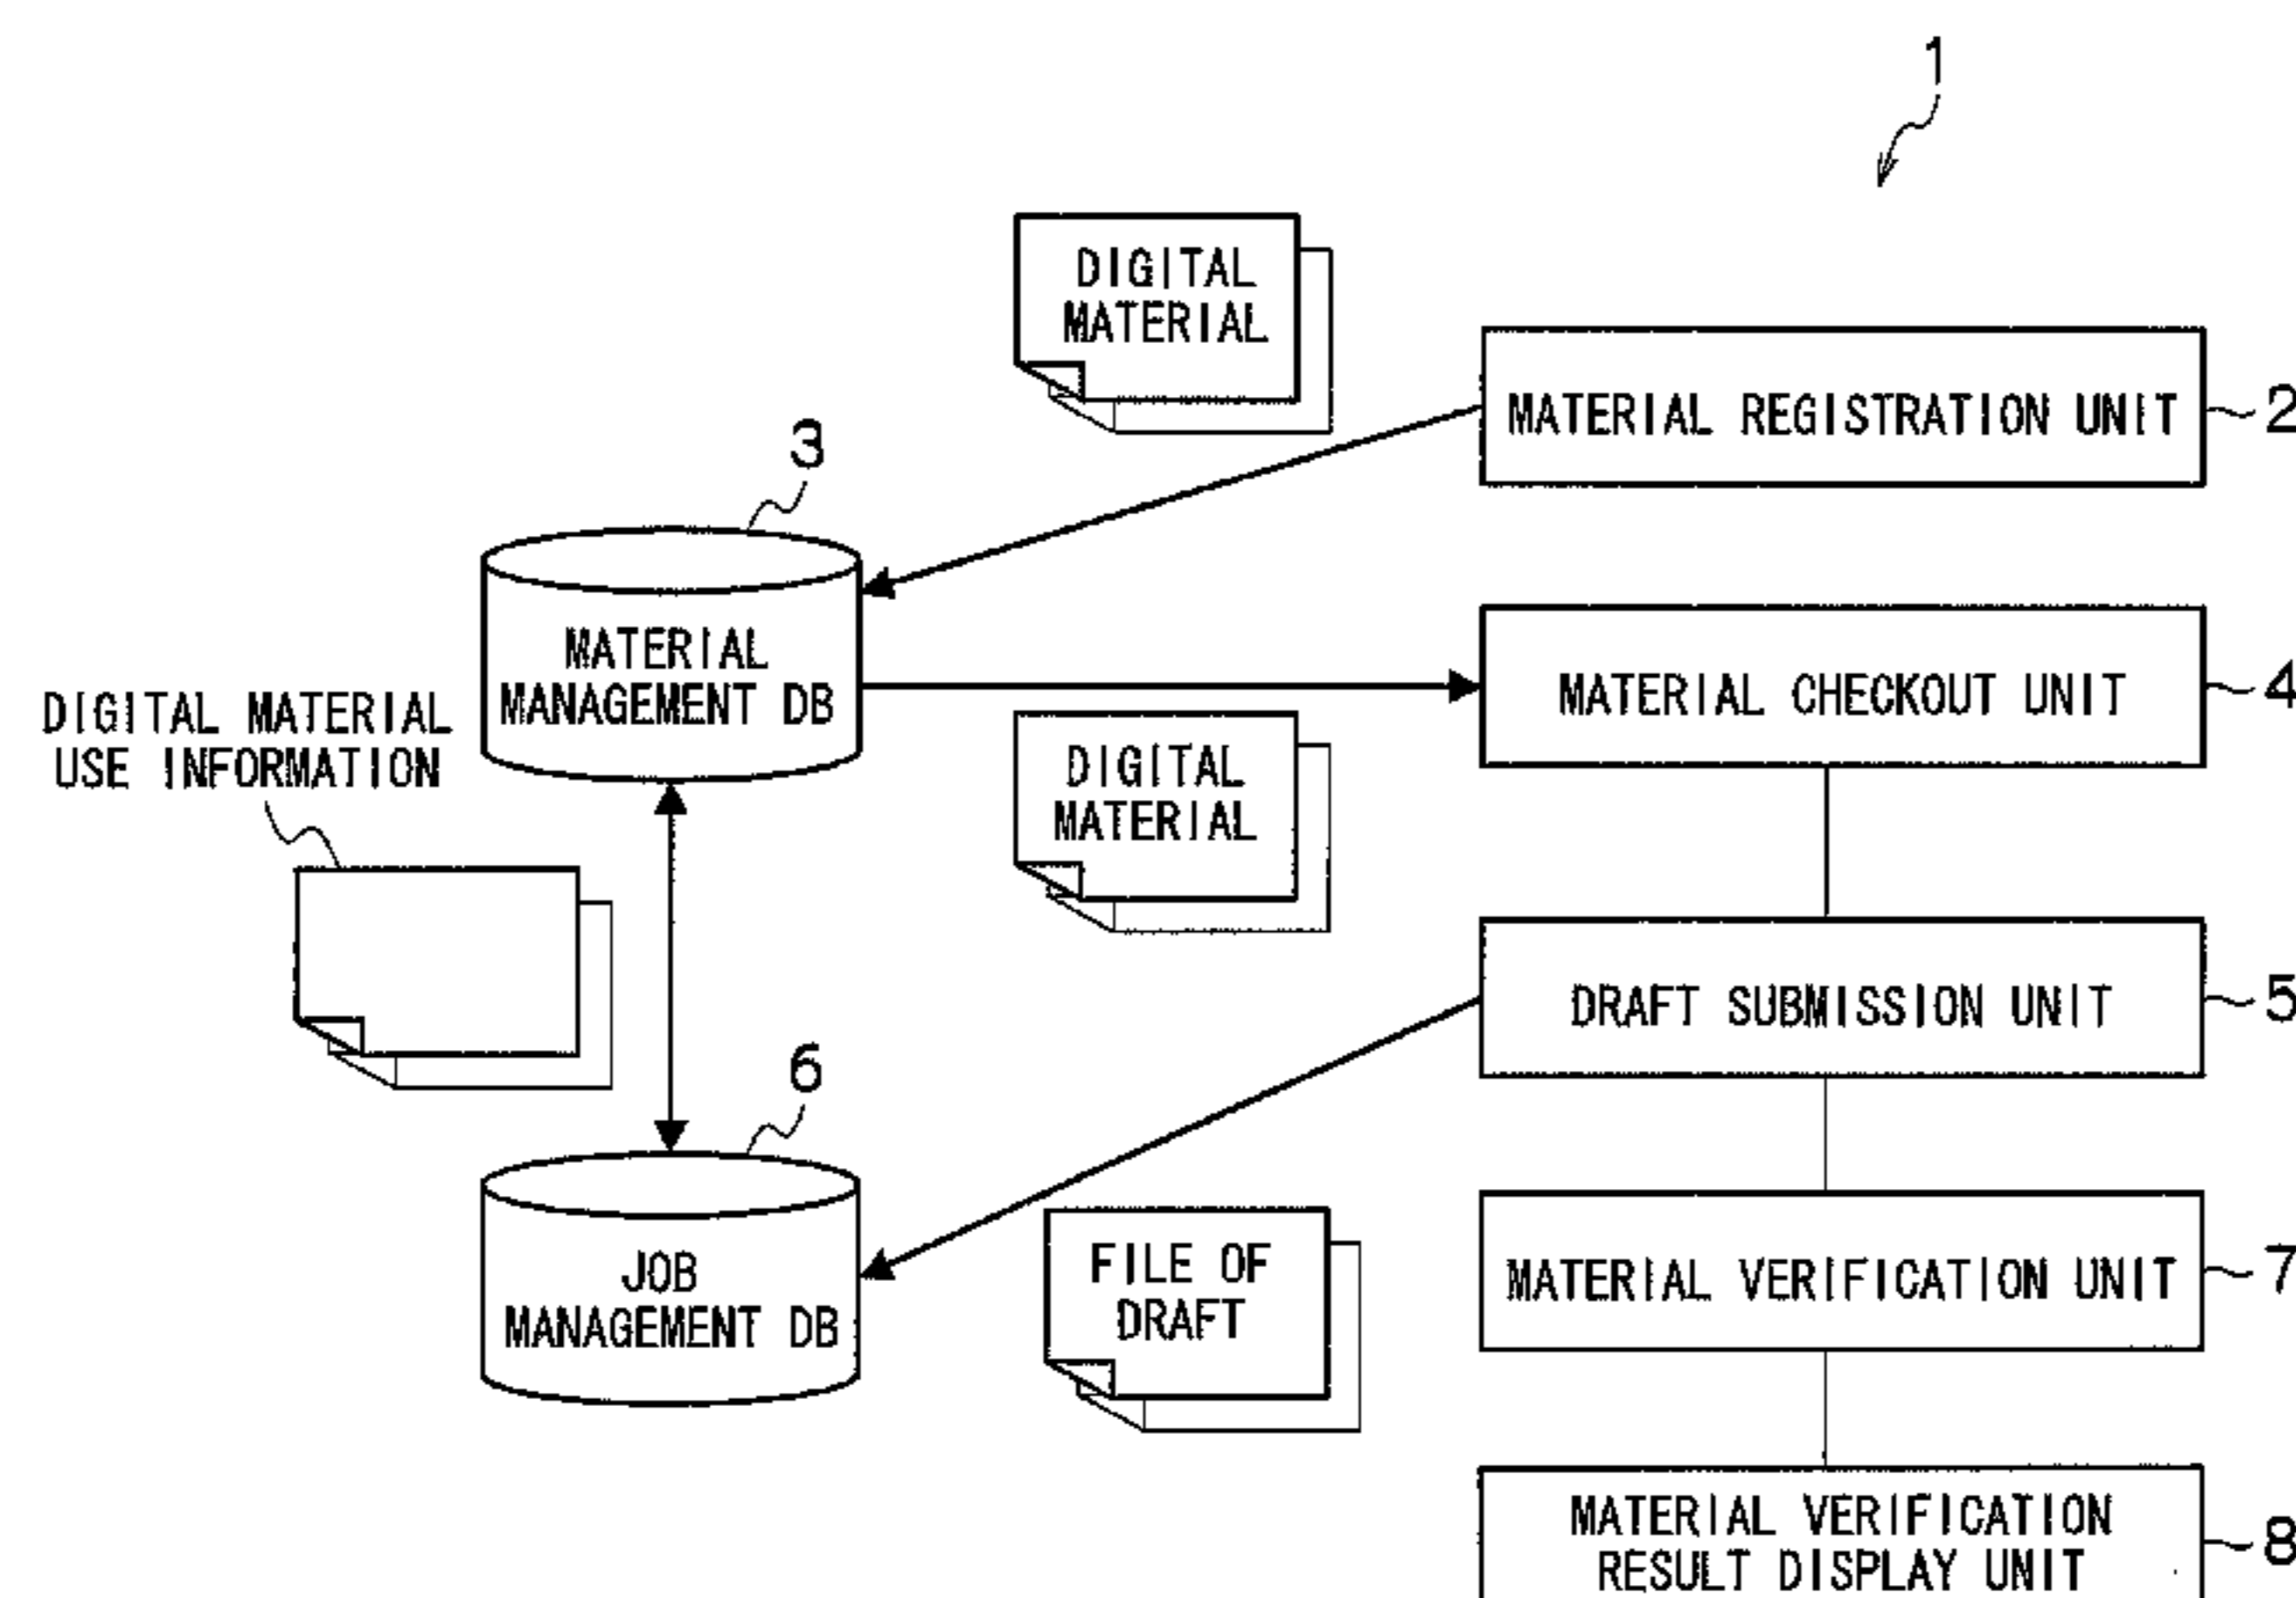 1
DIGITAL
MATERIAL
MATERIAL REGISTRATION UNIT
2
3
MATERIAL
MANAGEMENT DB
MATERIAL CHECKOUT UNIT
4
DIGITAL MATERIAL
USE INFORMATION
DIGITAL
MATERIAL
DRAFT SUBMISSION UNIT
5
6
JOB
MANAGEMENT DB
FILE OF
DRAFT
MATERIAL VERIFICATION UNIT
7
MATERIAL VERIFICATION
RESULT DISPLAY UNIT
8